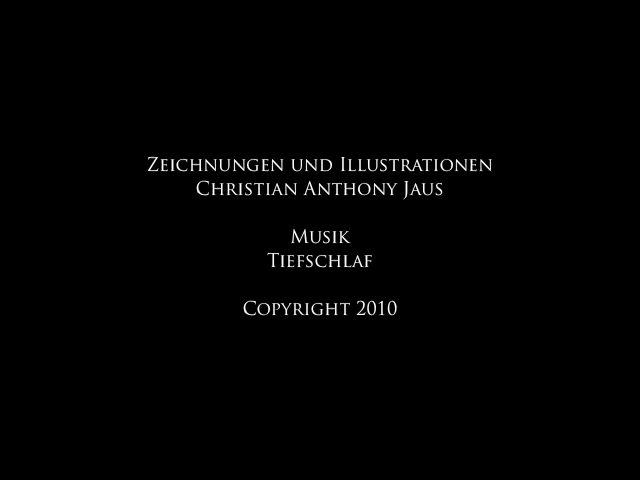 Zeichnungen und Illustrationen
Christian Anthony Jaus
Musik
Tiefschlaf
Copyright 2010